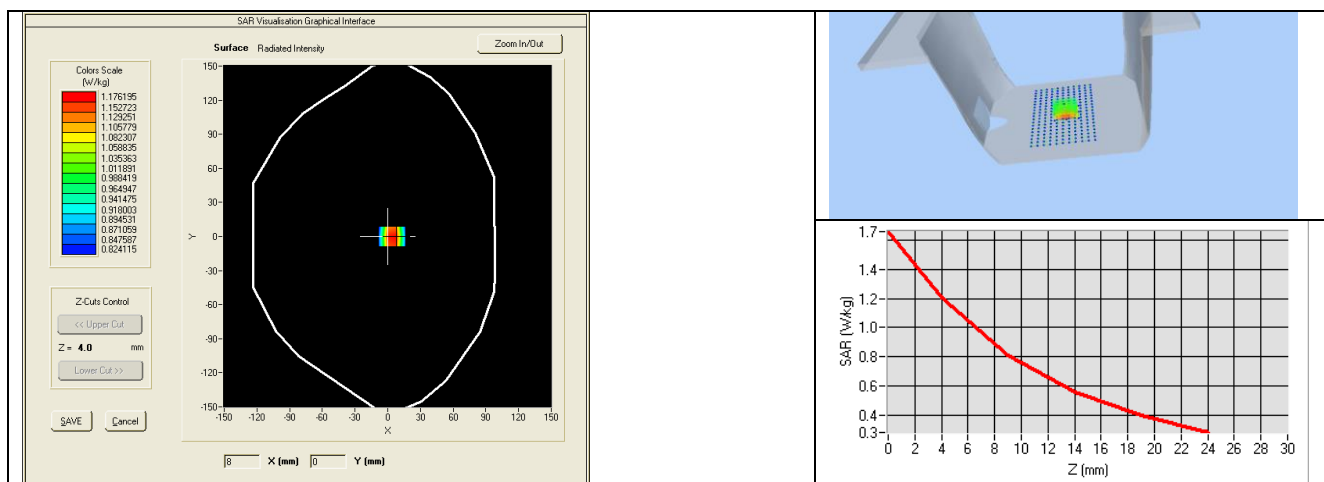 SAR Visualisation Graphical Interface
Surface Radiated Intensity
Zoom In/Out
Colors Scale
(W/kg)
1.176195
1.152723
1.129251
1.105779
1.082307
1.058835
1.035363
1.011891
0.988419
0.964947
0.941475
0.918003
0.894531
0.871059
0.847587
0.824115
Z-Cuts Control
<< Upper Cut
Z = 4.0 mm
Lower Cut >>
SAVE Cancel
150-
120-
90-
60-
30-
0-
-30-
-60-
-90-
-120-
-150-
Y
-150 -120 -90 -60 -30 0 30 60 90 120 150
X
8 X (mm) 0 Y (mm)
1.7-
1.4-
1.2-
1.0-
0.8-
0.6-
0.4-
0.3-
SAR (W/kg)
0 2 4 6 8 10 12 14 16 18 20 22 24 26 28 30
Z (mm)